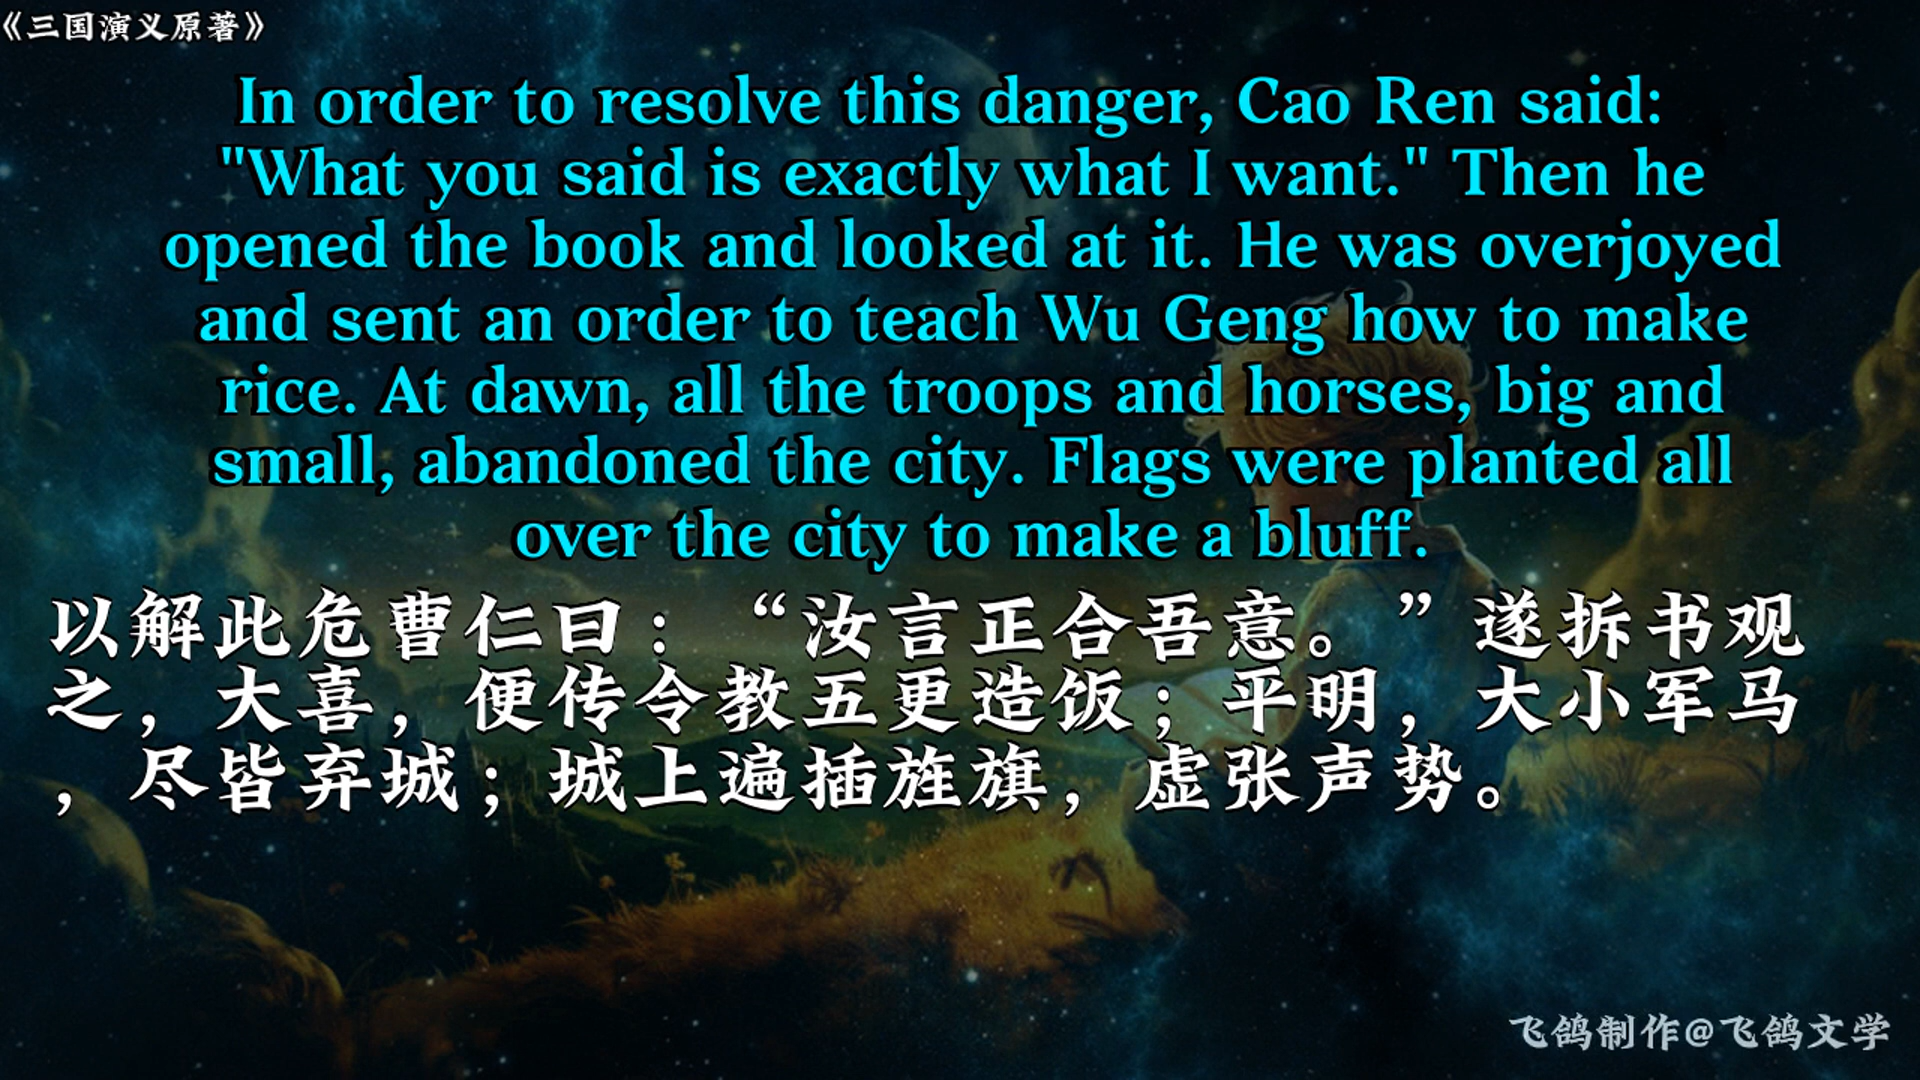 《三国演义原著》
In order to resolve this danger, Cao Ren said:
"What you said is exactly what I want." Then he
opened the book and looked at it. He was overjoyed
and sent an order to teach Wu Geng how to make
rice. At dawn, all the troops and horses, big and
small, abandoned the city. Flags were planted all
over the city to make a bluff.
以解此危曹仁曰：“汝言正合吾意。”遂拆书观
之，大喜，便传令教五更造饭；平明，大小军马
，尽皆弃城；城上遍插旌旗，虚张声势。
飞鸽制作@飞鸽文学